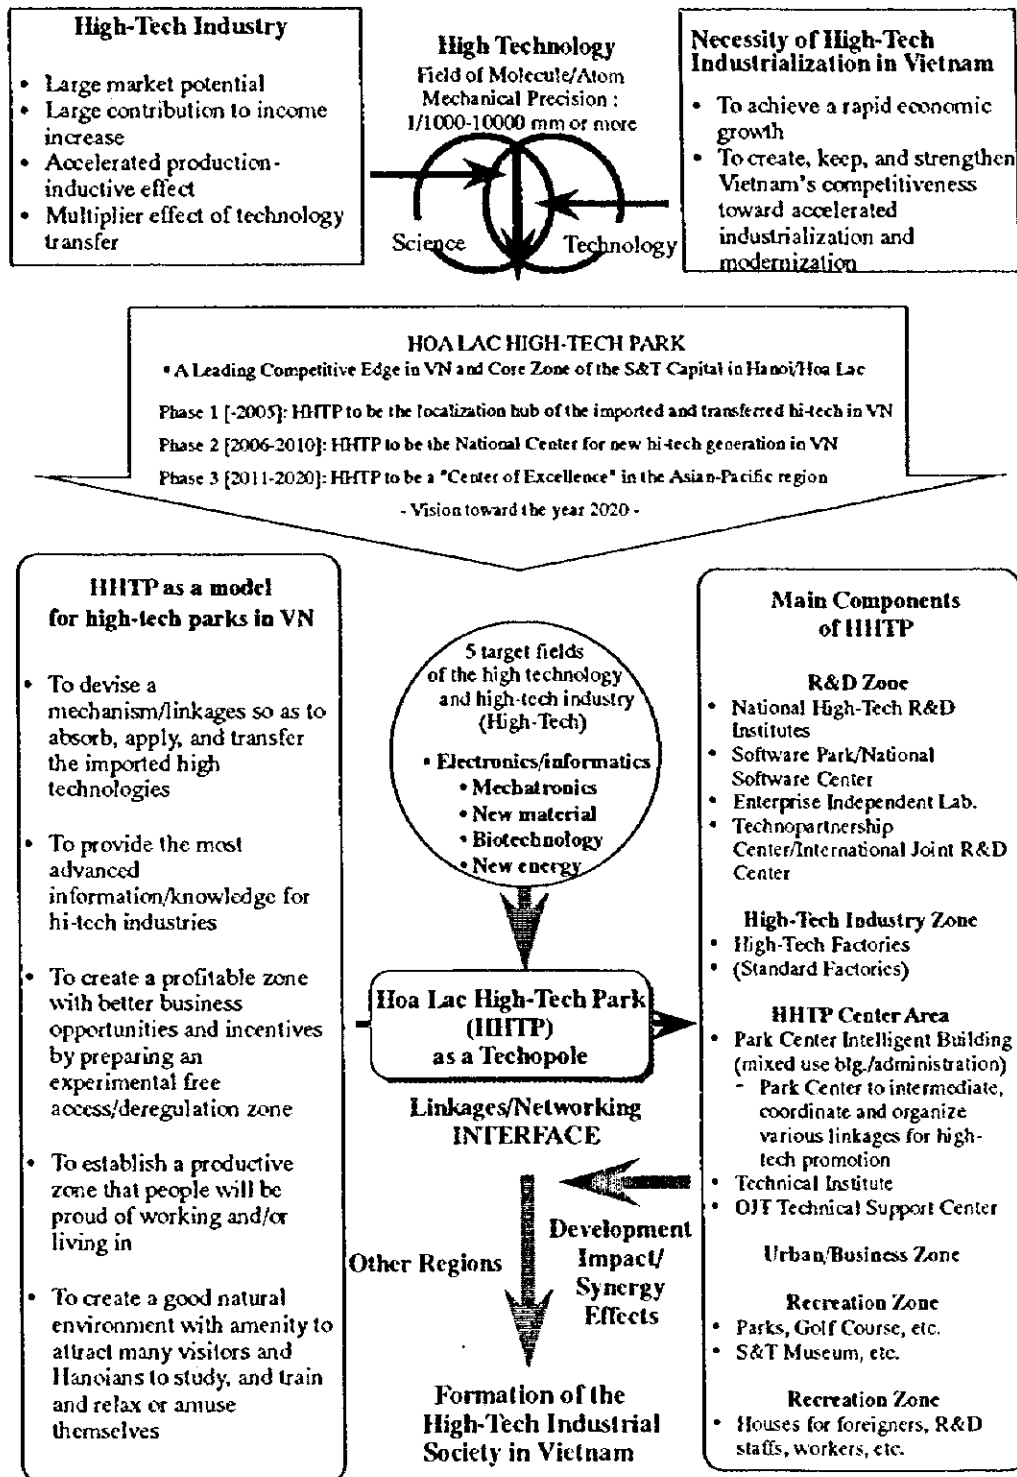 High-Tech Industry
• Large market potential
• Large contribution to income
increase
• Accelerated production-
inductive effect
• Multiplier effect of technology
transfer
High Technology
Field of Molecule/Atom
Mechanical Precision :
1/1000-10000 mm or more
Science
Technology
Necessity of High-Tech
Industrialization in Vietnam
• To achieve a rapid economic
growth
• To create, keep, and strengthen
Vietnam's competitiveness
toward accelerated
industrialization and
modernization
HOA LAC HIGH-TECH PARK
• A Leading Competitive Edge in VN and Core Zone of the S&T Capital in Hanoi/Hoa Lac
Phase 1 [-2005]: HHTP to be the localization hub of the imported and transferred hi-tech in VN
Phase 2 [2006-2010]: HHTP to be the National Center for new hi-tech generation in VN
Phase 3 [2011-2020]: HHTP to be a "Center of Excellence" in the Asian-Pacific region
- Vision toward the year 2020 -
HHTP as a model
for high-tech parks in VN
• To devise a
mechanism/linkages so as to
absorb, apply, and transfer
the imported high
technologies
• To provide the most
advanced
information/knowledge for
hi-tech industries
• To create a profitable zone
with better business
opportunities and incentives
by preparing an
experimental free
access/deregulation zone
• To establish a productive
zone that people will be
proud of working and/or
living in
• To create a good natural
environment with amenity to
attract many visitors and
Hanoians to study, and train
and relax or amuse
themselves
5 target fields
of the high technology
and high-tech industry
(High-Tech)
• Electronics/informatics
• Mechatronics
• New material
• Biotechnology
• New energy
Hoa Lac High-Tech Park
(HHTP)
as a Techopole
Linkages/Networking
INTERFACE
Other Regions
Development
Impact/
Synergy
Effects
Formation of the
High-Tech Industrial
Society in Vietnam
Main Components
of HHTP
R&D Zone
• National High-Tech R&D
Institutes
• Software Park/National
Software Center
• Enterprise Independent Lab.
• Technopartnership
Center/International Joint R&D
Center
High-Tech Industry Zone
• High-Tech Factories
• (Standard Factories)
HHTP Center Area
• Park Center Intelligent Building
(mixed use blg./administration)
- Park Center to intermediate,
coordinate and organize
various linkages for high-
tech promotion
• Technical Institute
• OJT Technical Support Center
Urban/Business Zone
Recreation Zone
• Parks, Golf Course, etc.
• S&T Museum, etc.
Recreation Zone
• Houses for foreigners, R&D
staffs, workers, etc.